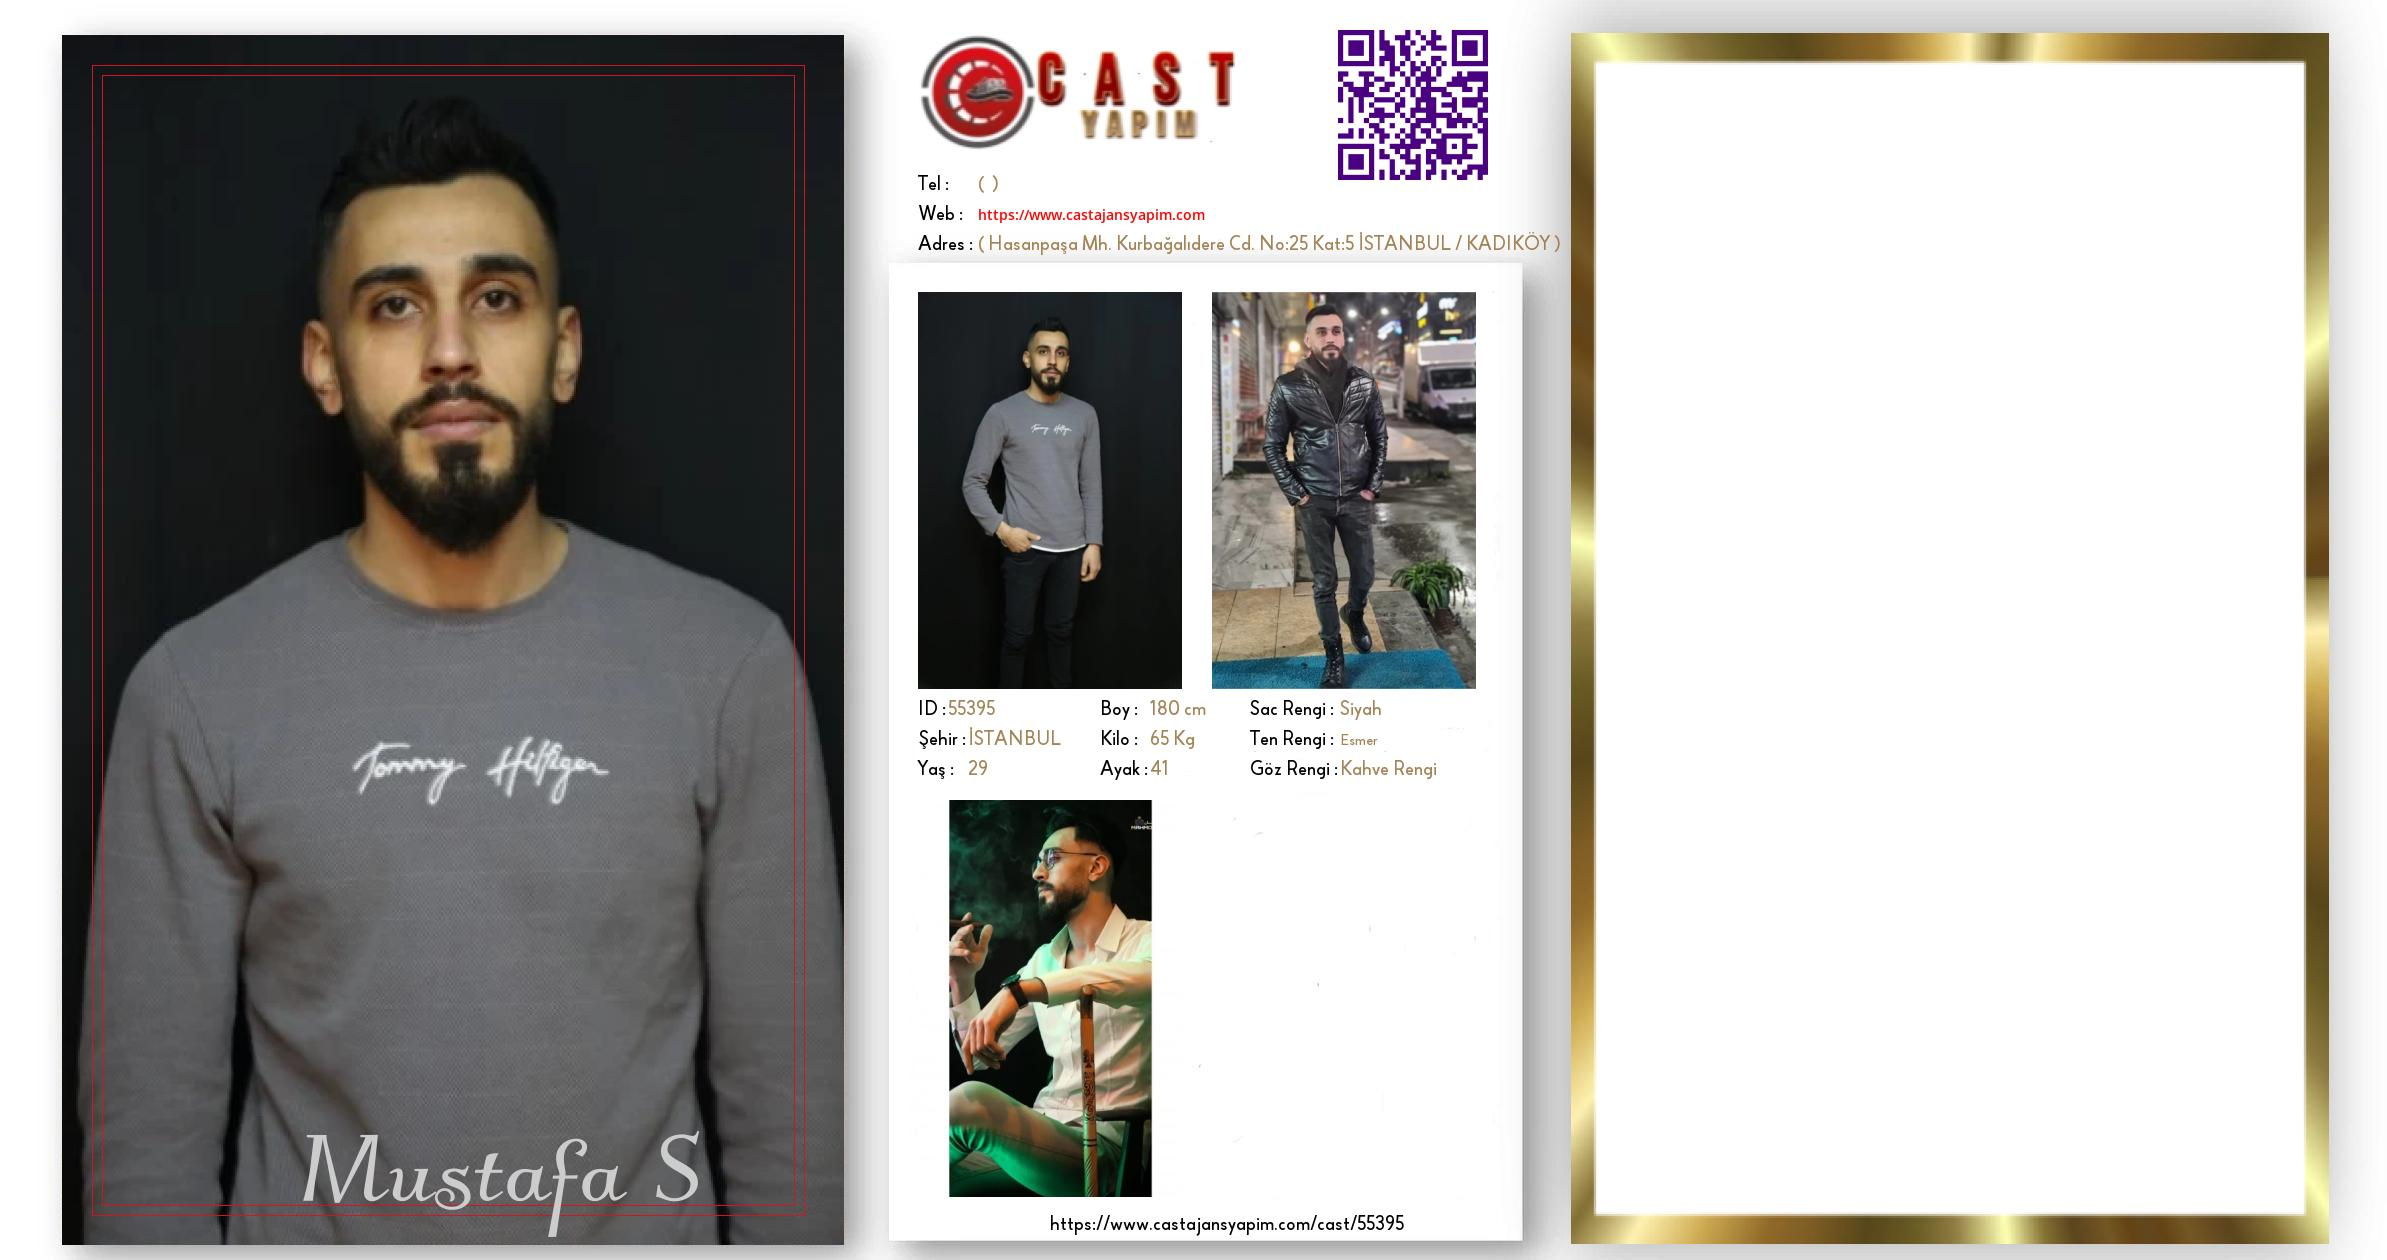 Tommy Hilfiger
Mustafa S
CAST
YAPIM
Tel : ( )
Web : https://www.castajansyapim.com
Adres : ( Hasanpaşa Mh. Kurbağalıdere Cd. No:25 Kat:5 İSTANBUL / KADIKÖY )
Tommy Hilfiger
ID : 55395 Boy : 180 cm Sac Rengi : Siyah
Şehir : İSTANBUL Kilo : 65 Kg Ten Rengi : Esmer
Yaş : 29 Ayak : 41 Göz Rengi : Kahve Rengi
https://www.castajansyapim.com/cast/55395